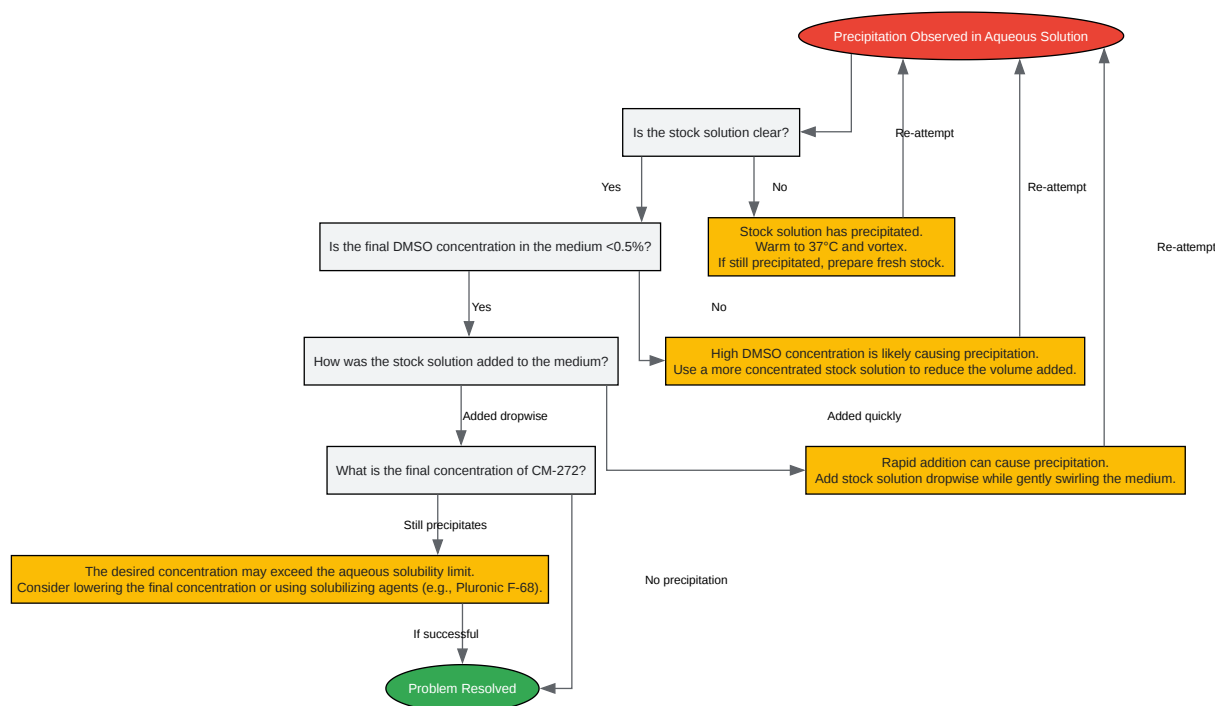 Precipitation Observed in Aqueous Solution
Is the stock solution clear?
Re-attempt
Yes
No
Re-attempt
Stock solution has precipitated.
Warm to 37°C and vortex.
If still precipitated, prepare fresh stock.
Is the final DMSO concentration in the medium <0.5%?
Re-attempt
Yes
No
How was the stock solution added to the medium?
High DMSO concentration is likely causing precipitation.
Use a more concentrated stock solution to reduce the volume added.
Added dropwise
Added quickly
What is the final concentration of CM-272?
Rapid addition can cause precipitation.
Add stock solution dropwise while gently swirling the medium.
Still precipitates
The desired concentration may exceed the aqueous solubility limit.
Consider lowering the final concentration or using solubilizing agents (e.g., Pluronic F-68).
No precipitation
If successful
Problem Resolved